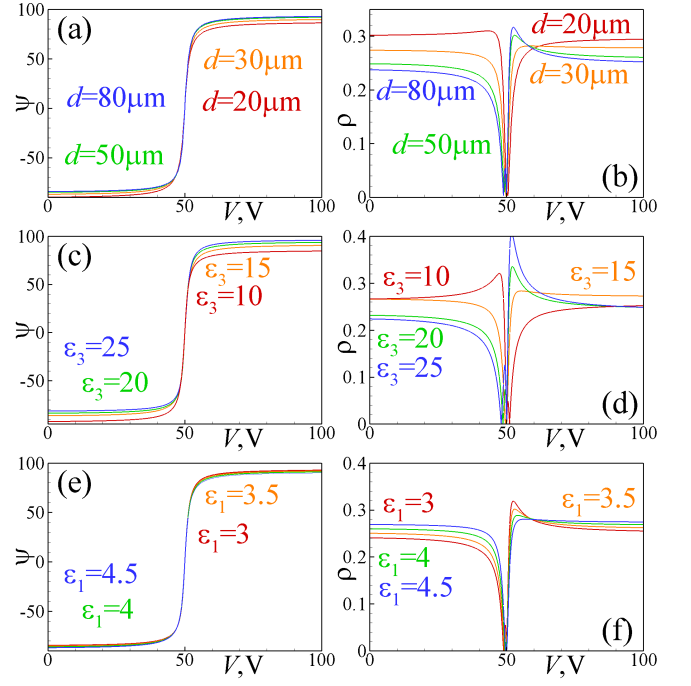 (a)
100
50
0
-50
ψ
d=30μm
d=80μm
d=20μm
d=50μm
0
50
V,V
100
(b)
0.3
0.2
0.1
0
ρ
d=20μm
d=30μm
d=80μm
d=50μm
0
50
V,V
100
(c)
100
50
0
-50
ψ
ε3=15
ε3=10
ε3=25
ε3=20
0
50
V,V
100
(d)
0.4
0.3
0.2
0.1
0
ρ
ε3=10
ε3=15
ε3=20
ε3=25
0
50
V,V
100
(e)
100
50
0
-50
ψ
ε1=3.5
ε1=3
ε1=4.5
ε1=4
0
50
V,V
100
(f)
0.4
0.3
0.2
0.1
0
ρ
ε1=3
ε1=3.5
ε1=4
ε1=4.5
0
50
V,V
100